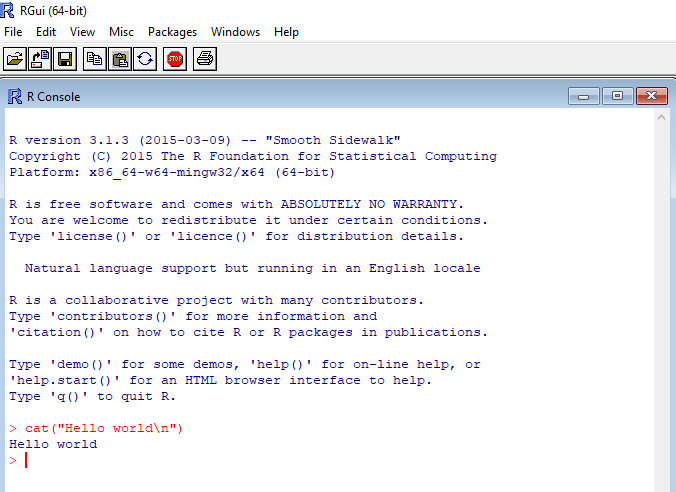 RGui (64-bit)
File Edit View Misc Packages Windows Help
STOP
R Console
R version 3.1.3 (2015-03-09) -- "Smooth Sidewalk"
Copyright (C) 2015 The R Foundation for Statistical Computing
Platform: x86_64-w64-mingw32/x64 (64-bit)
R is free software and comes with ABSOLUTELY NO WARRANTY.
You are welcome to redistribute it under certain conditions.
Type 'license()' or 'licence()' for distribution details.
Natural language support but running in an English locale
R is a collaborative project with many contributors.
Type 'contributors()' for more information and
'citation()' on how to cite R or R packages in publications.
Type 'demo()' for some demos, 'help()' for on-line help, or
'help.start()' for an HTML browser interface to help.
Type 'q()' to quit R.
> cat("Hello world\n")
Hello world
>